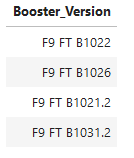 Booster_Version
F9 FT B1022
F9 FT B1026
F9 FT B1021.2
F9 FT B1031.2